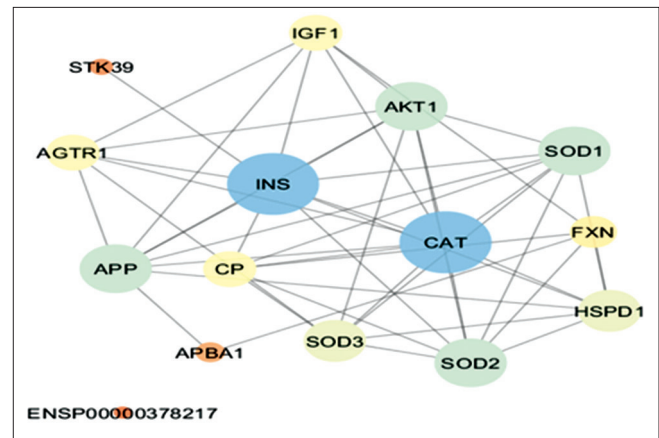 IGF1
STK39
AKT1
AGTR1
SOD1
INS
CAT
FXN
APP
CP
HSPD1
SOD3
APBA1
SOD2
ENSP00000378217